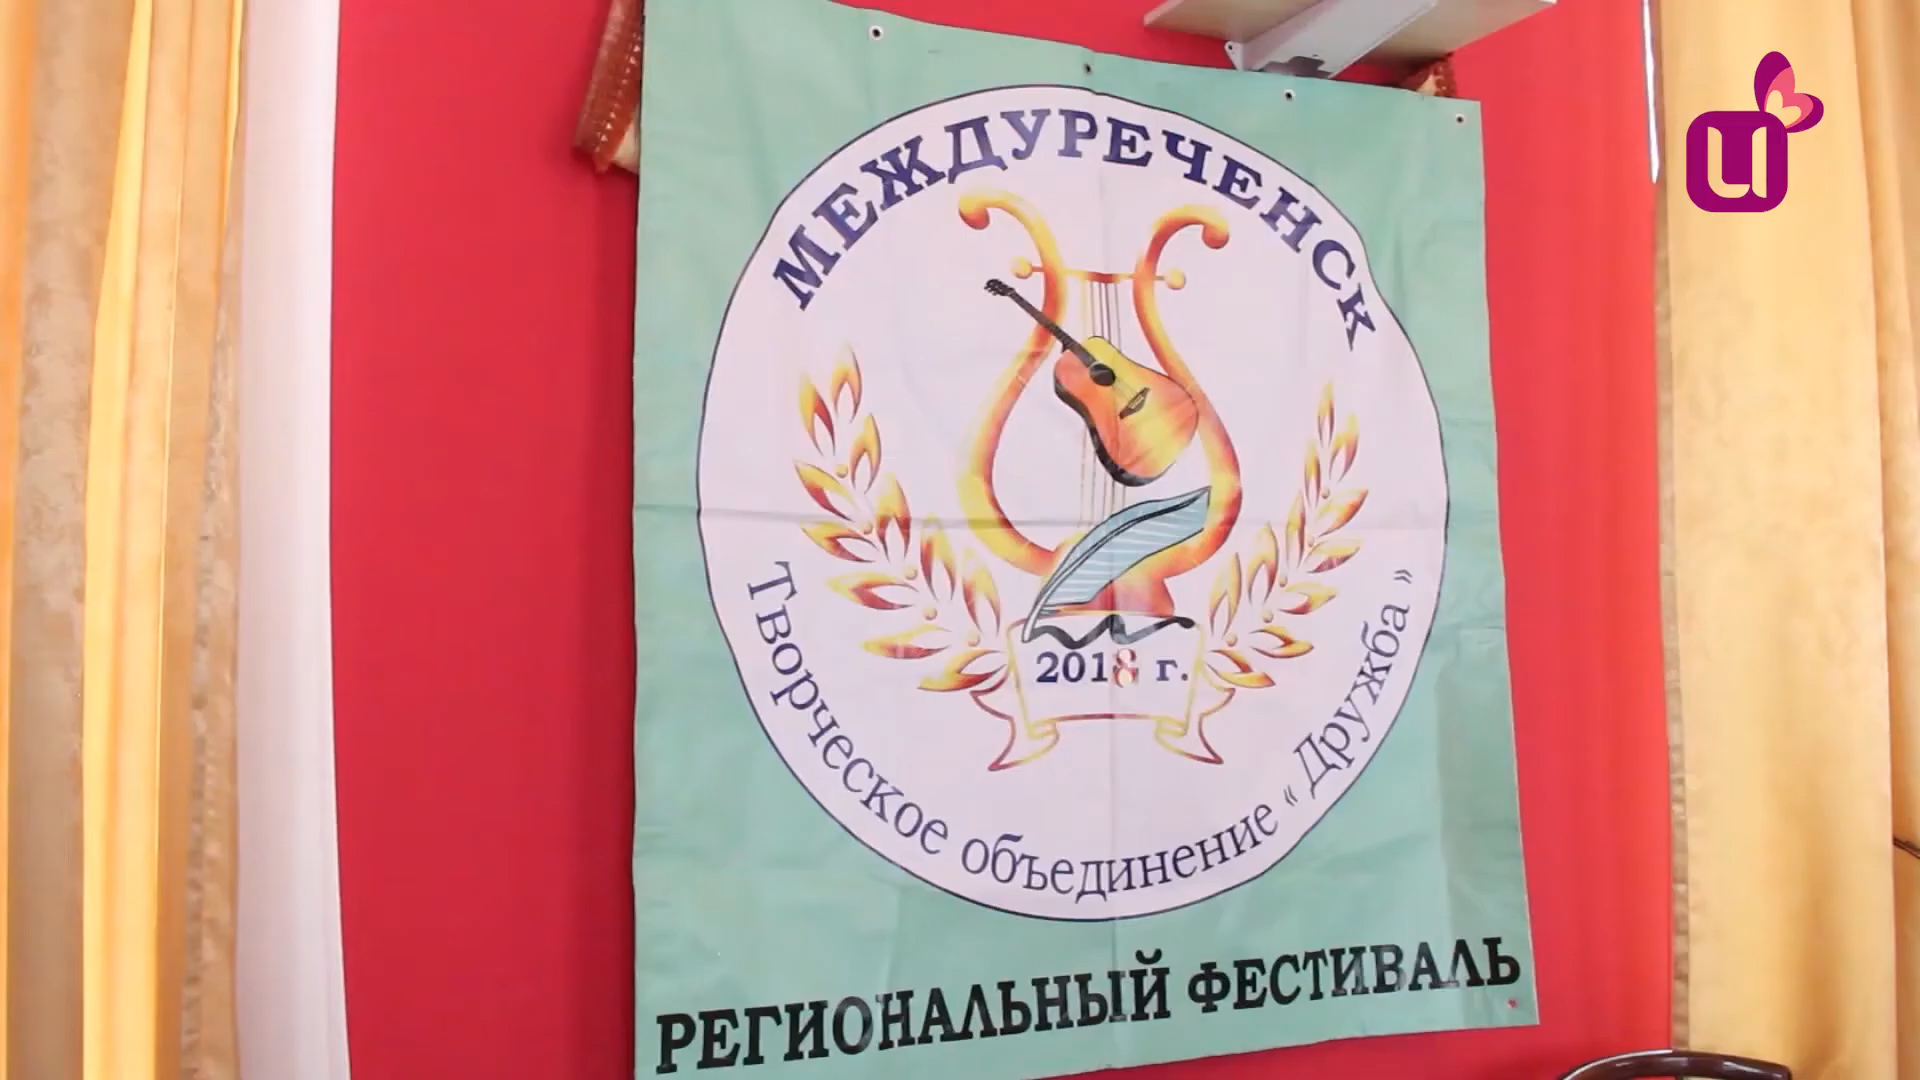 МЕЖДУРЕЧЕНСК
2018 г.
Творческое объединение « Дружба »
РЕГИОНАЛЬНЫЙ ФЕСТИВАЛЬ